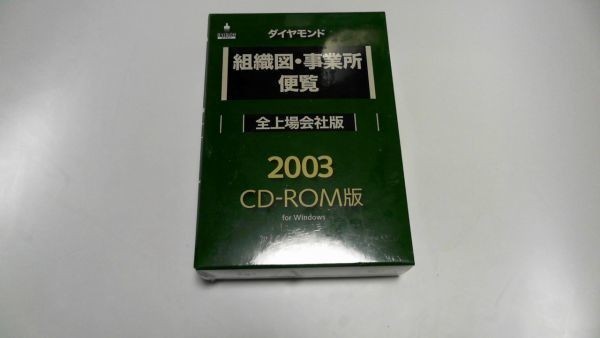 ダイヤモンド
組織図・事業所
便覧
全上場会社版
2003
CD-ROM版
for Windows